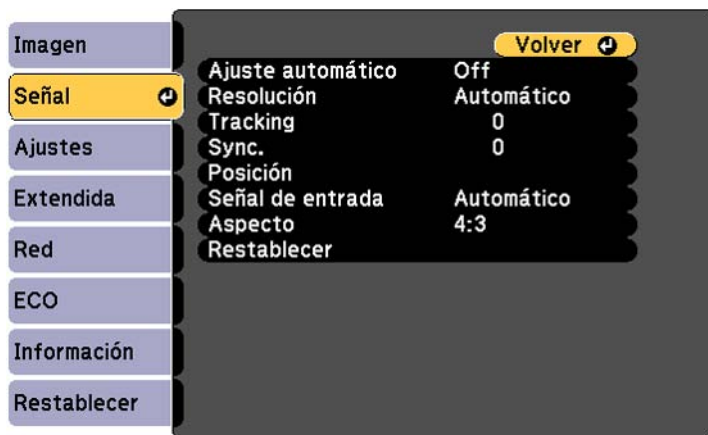 Imagen
Señal
Ajustes
Extendida
Red
ECO
Información
Restablecer
Volver
Ajuste automático Off
Resolución Automático
Tracking 0
Sync. 0
Posición
Señal de entrada Automático
Aspecto 4:3
Restablecer